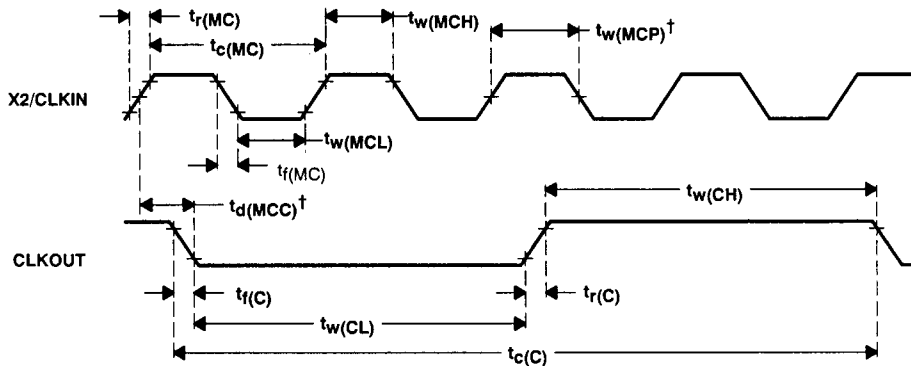 tr(MC)
tw(MCH)
tc(MC)
tw(MCP)†
X2/CLKIN
tw(MCL)
tf(MC)
td(MCC)†
tw(CH)
CLKOUT
tf(C)
tr(C)
tw(CL)
tc(C)